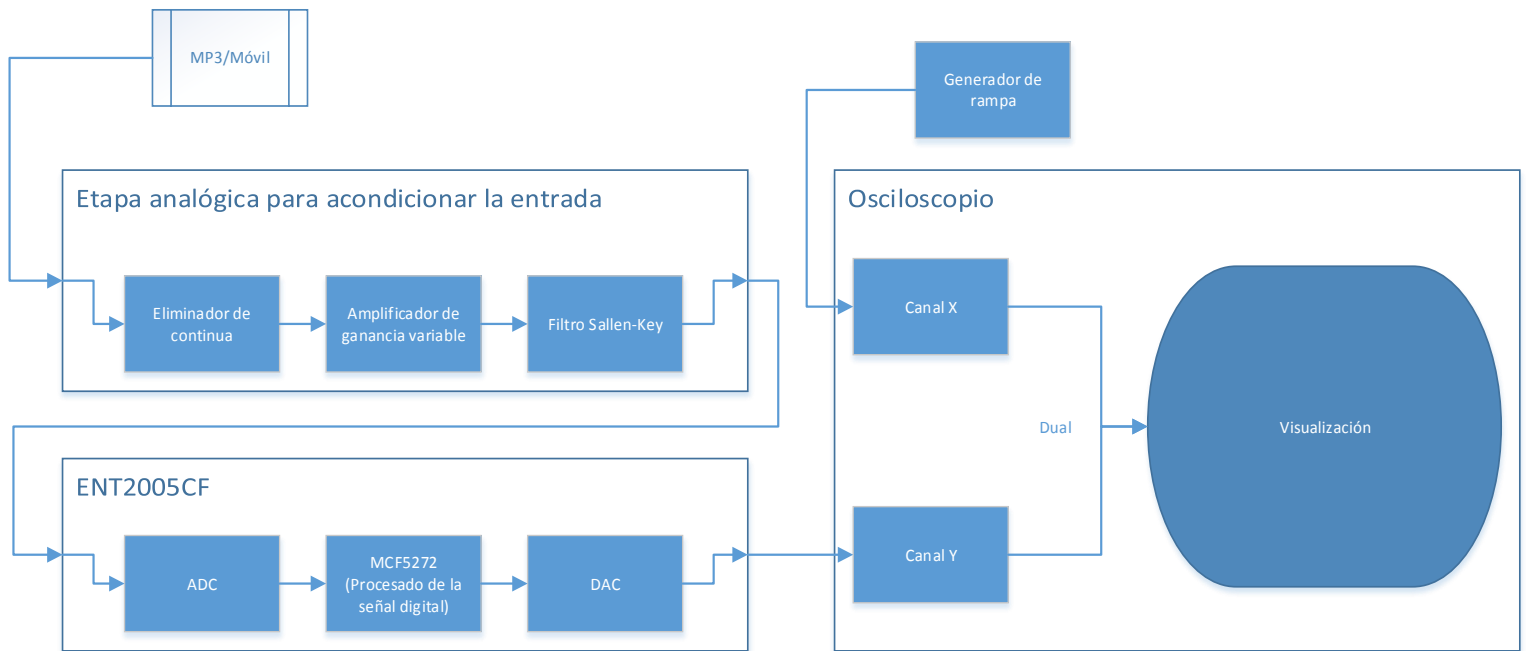 MP3/Móvil
Generador de
rampa
Etapa analógica para acondicionar la entrada
Eliminador de
continua
Amplificador de
ganancia variable
Filtro Sallen-Key
Osciloscopio
Canal X
Dual
Visualización
Canal Y
ENT2005CF
ADC
MCF5272
(Procesado de la
señal digital)
DAC